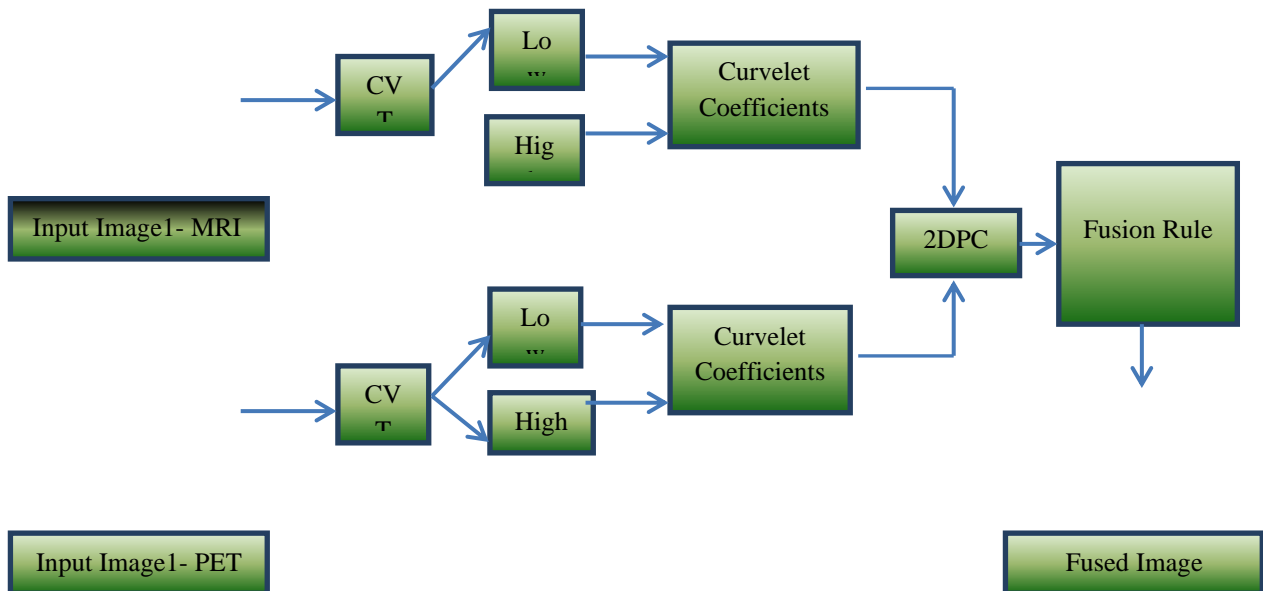 Lo
w
CV
T
Curvelet
Coefficients
Hig
Input Image1- MRI
2DPC
Fusion Rule
Lo
w
CV
T
Curvelet
Coefficients
High
Input Image1- PET
Fused Image